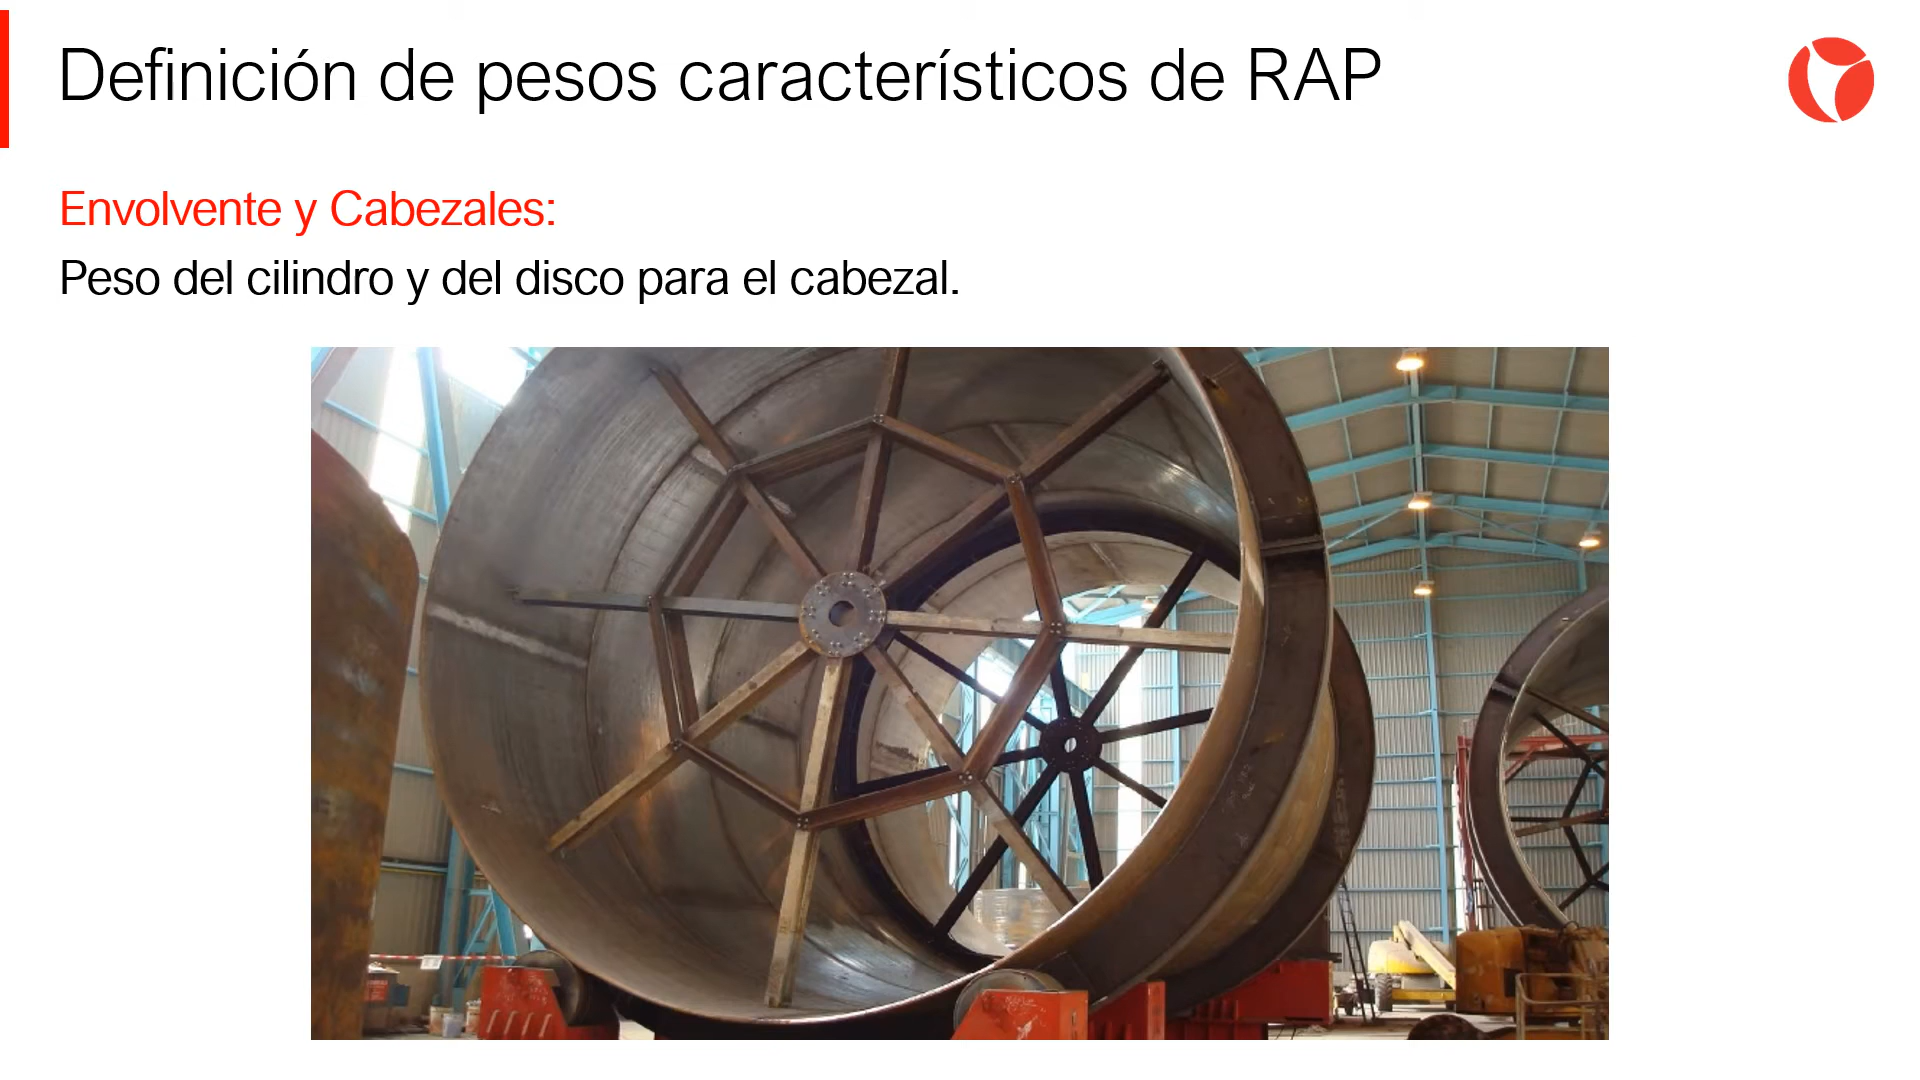 Definición de pesos característicos de RAP
Envolvente y Cabezales:
Peso del cilindro y del disco para el cabezal.